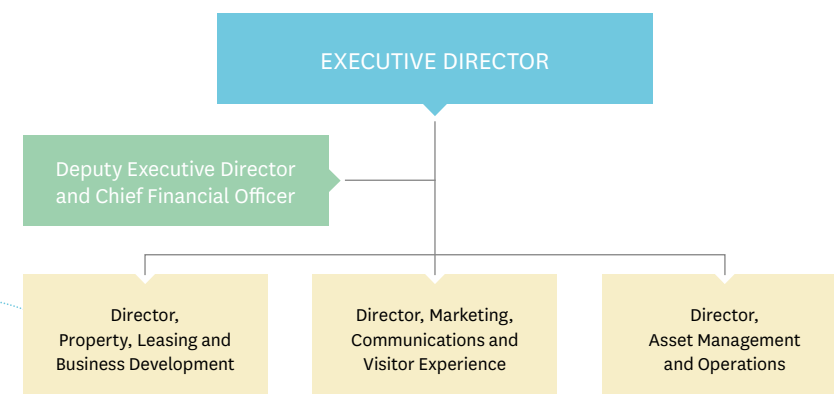 EXECUTIVE DIRECTOR
Deputy Executive Director
and Chief Financial Officer
Director,
Property, Leasing and
Business Development
Director, Marketing,
Communications and
Visitor Experience
Director,
Asset Management
and Operations